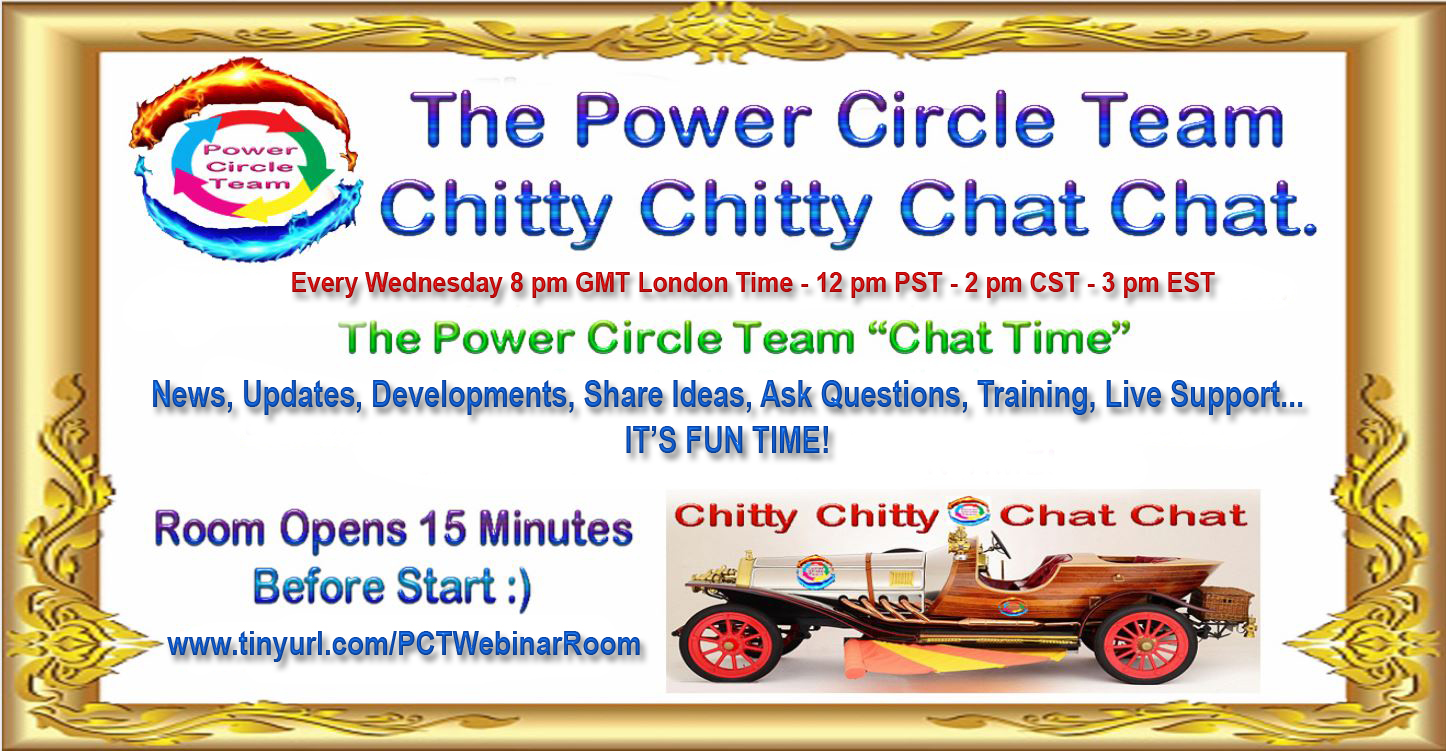 The Power Circle Team
Power
Circle
Team
Chitty Chitty Chat Chat.
Every Wednesday 8 pm GMT London Time - 12 pm PST - 2 pm CST - 3 pm EST
The Power Circle Team “Chat Time”
News, Updates, Developments, Share Ideas, Ask Questions, Training, Live Support...
IT’S FUN TIME!
Room Opens 15 Minutes
Before Start :)
www.tinyurl.com/PCTWebinarRoom
Chitty Chitty Chat Chat